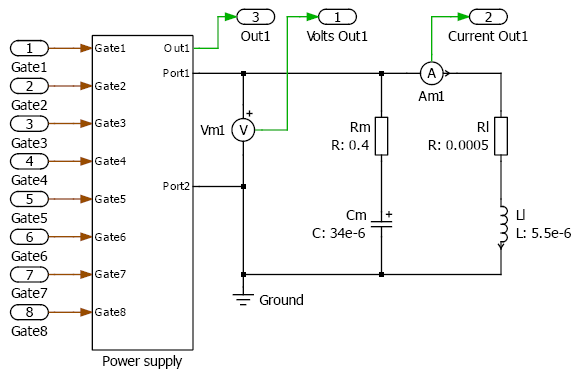 3
1
2
Out1
Volts Out1
Current Out1
1
Gate1
2
Gate2
3
Gate3
4
Gate4
5
Gate5
6
Gate6
7
Gate7
8
Gate8
Gate1
Gate2
Gate3
Gate4
Gate5
Gate6
Gate7
Gate8
Out1
Port1
Port2
Power supply
+
Vm1
V
A
Am1
Rm
R: 0.4
Rl
R: 0.0005
+
Cm
C: 34e-6
Ll
L: 5.5e-6
Ground